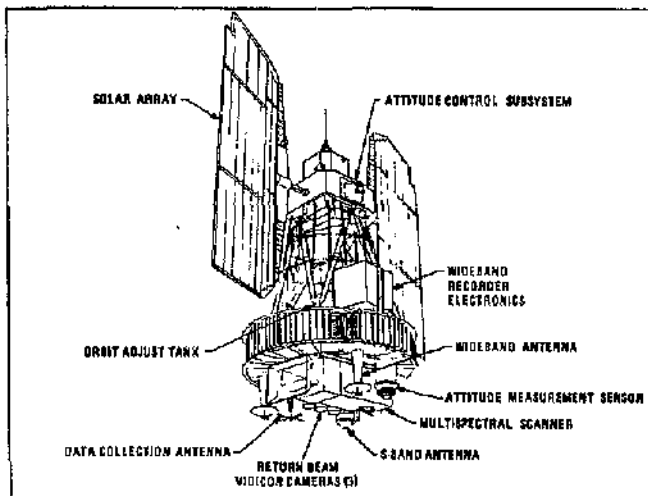 SOLAR ARRAY
ATTITUDE CONTROL SUBSYSTEM
WIDEBAND
RECORDER
ELECTRONICS
ORBIT ADJUST TANK
WIDEBAND ANTENNA
ATTITUDE MEASUREMENT SENSOR
MULTISPECTRAL SCANNER
DATA COLLECTION ANTENNA
S-BAND ANTENNA
RETURN BEAM
VIDICON CAMERAS (3)